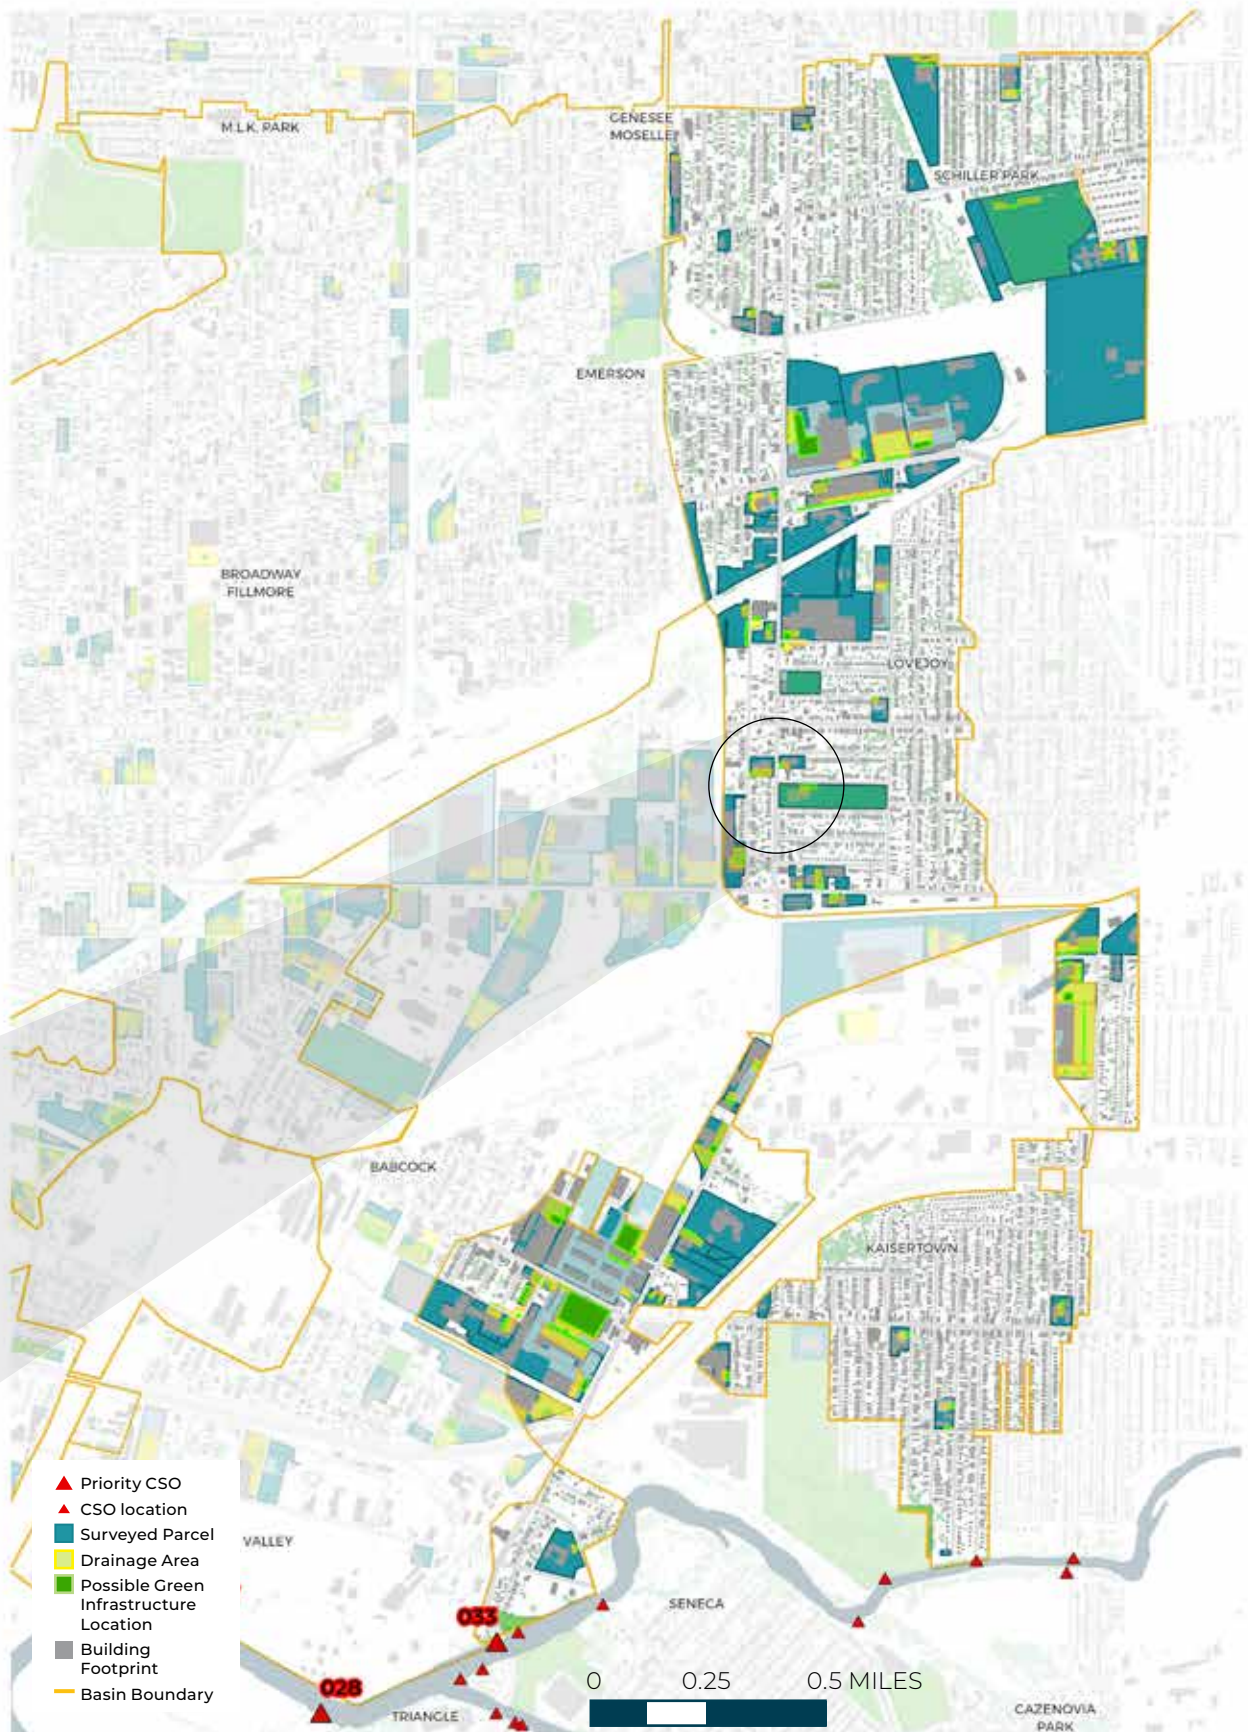 M.L.K. PARK
GENESEE
MOSELLE
SCHILLER PARK
EMERSON
BROADWAY
FILLMORE
LOVEJOY
BABCOCK
KAISERTOWN
Priority CSO
CSO location
Surveyed Parcel
Drainage Area
Possible Green
Infrastructure
Location
Building
Footprint
Basin Boundary
VALLEY
033
SENECA
028
TRIANGLE
0 0.25 0.5 MILES
CAZENOVIA
PARK